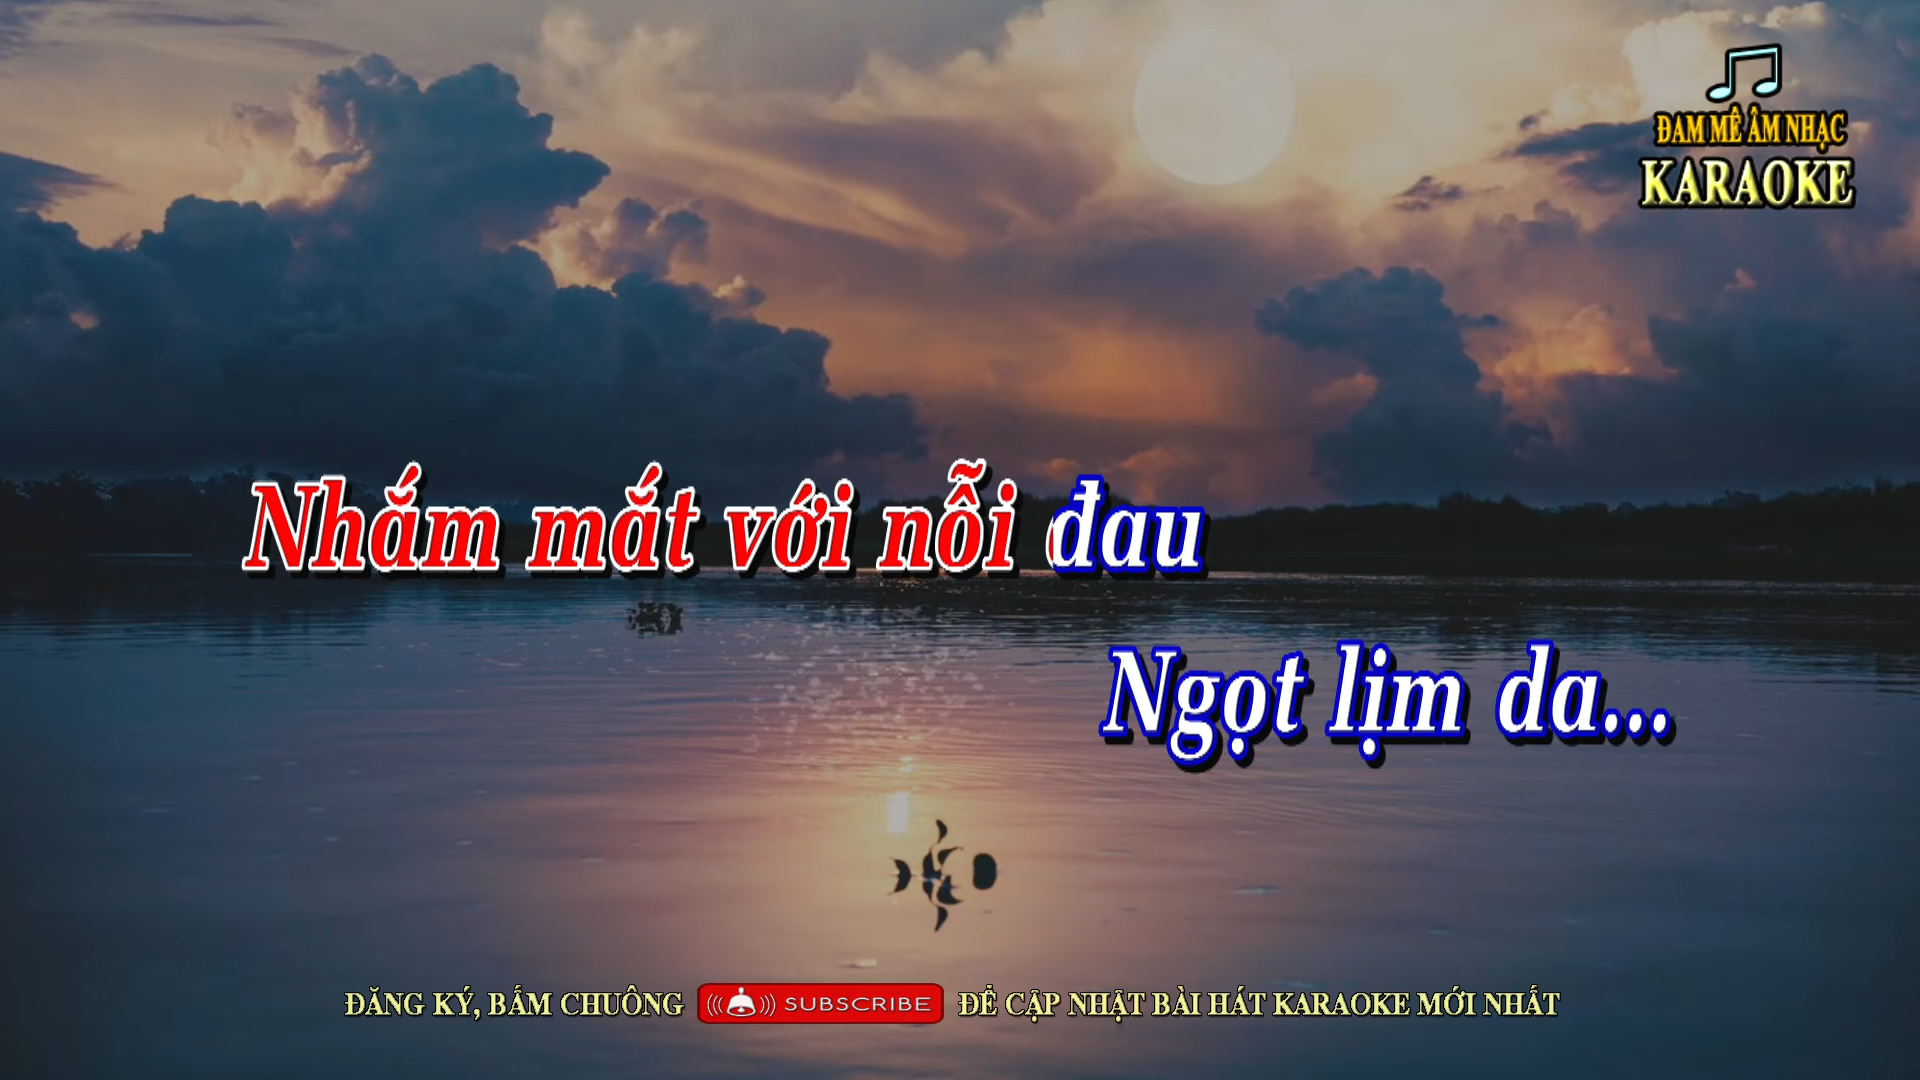 ĐAM MÊ ÂM NHẠC
KARAOKE
Nhắm mắt với nỗi đau
Ngọt lịm da...
ĐĂNG KÝ, BẤM CHUÔNG SUBSCRIBE ĐỂ CẬP NHẬT BÀI HÁT KARAOKE MỚI NHẤT